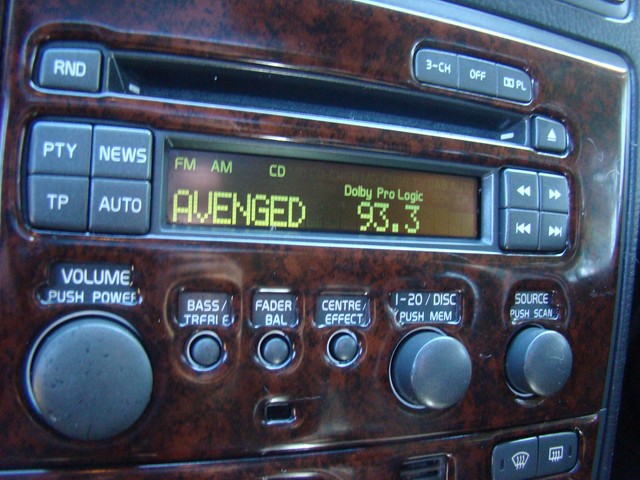 RND
3-CH OFF PL
PTY NEWS
TP AUTO
FM AM CD
Dolby Pro Logic
AVENGED 93.3
VOLUME
PUSH POWER
BASS/
TREBLE
FADER
BAL
CENTRE/
EFFECT
1-20/DISC
PUSH MEM
SOURCE
PUSH SCAN